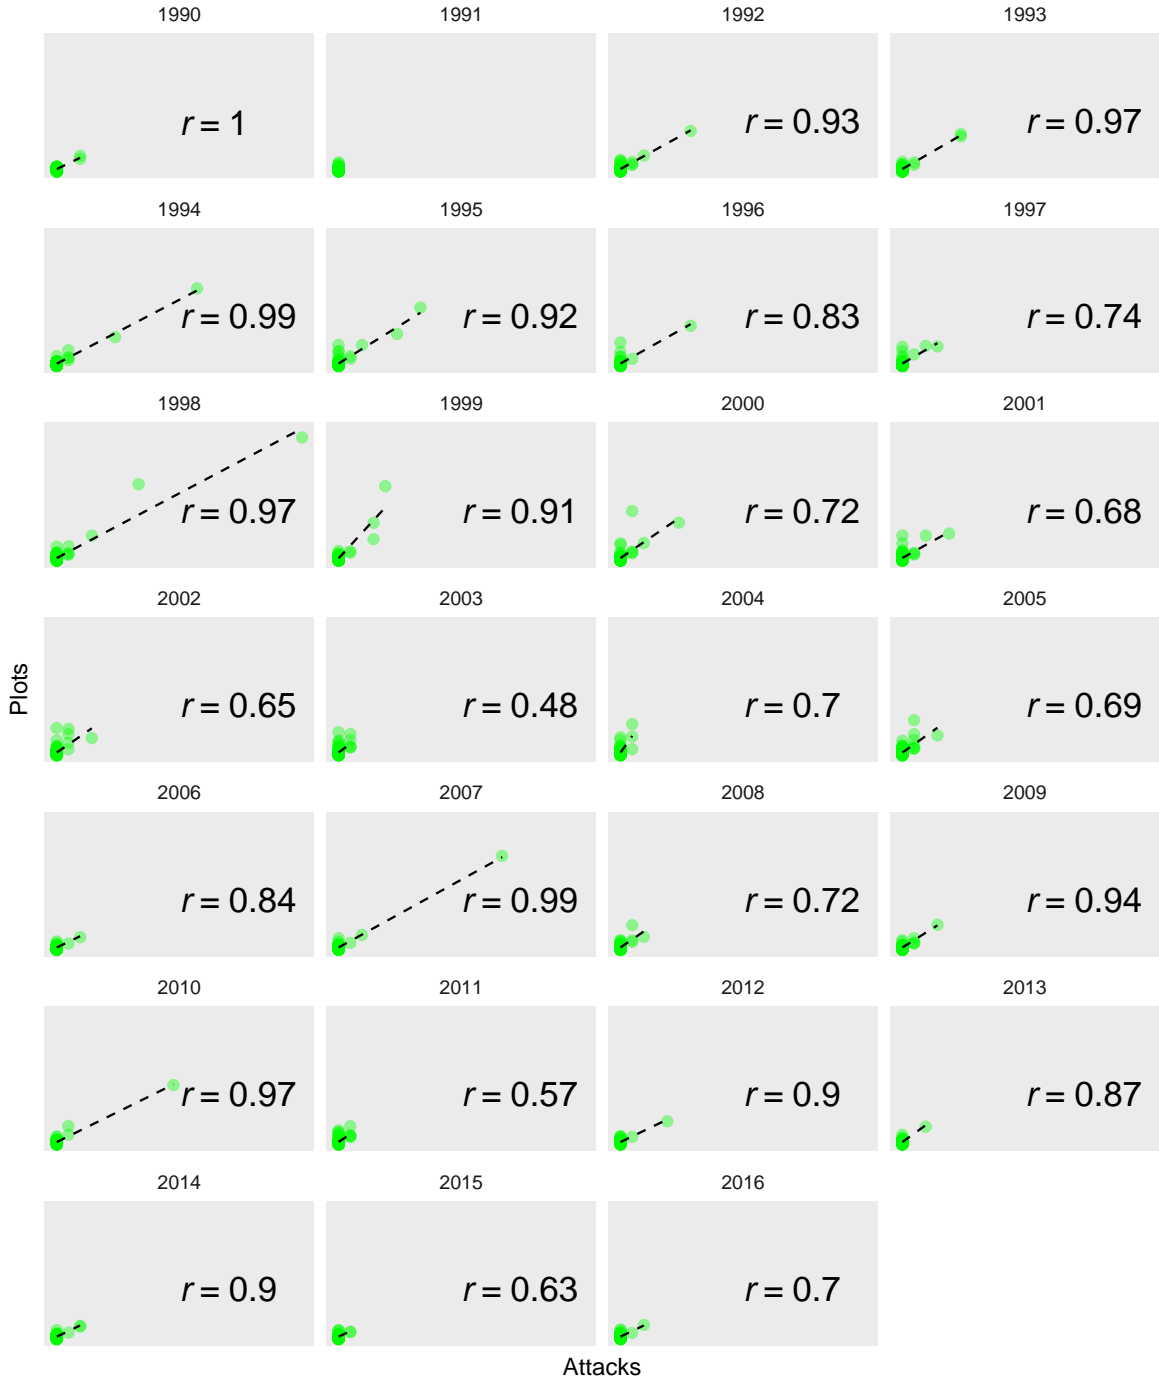 1990 1991 1992 1993
r = 1 r = 0.93 r = 0.97
1994 1995 1996 1997
r = 0.99 r = 0.92 r = 0.83 r = 0.74
1998 1999 2000 2001
r = 0.97 r = 0.91 r = 0.72 r = 0.68
2002 2003 2004 2005
Plots
r = 0.65 r = 0.48 r = 0.7 r = 0.69
2006 2007 2008 2009
r = 0.84 r = 0.99 r = 0.72 r = 0.94
2010 2011 2012 2013
r = 0.97 r = 0.57 r = 0.9 r = 0.87
2014 2015 2016
r = 0.9 r = 0.63 r = 0.7
Attacks